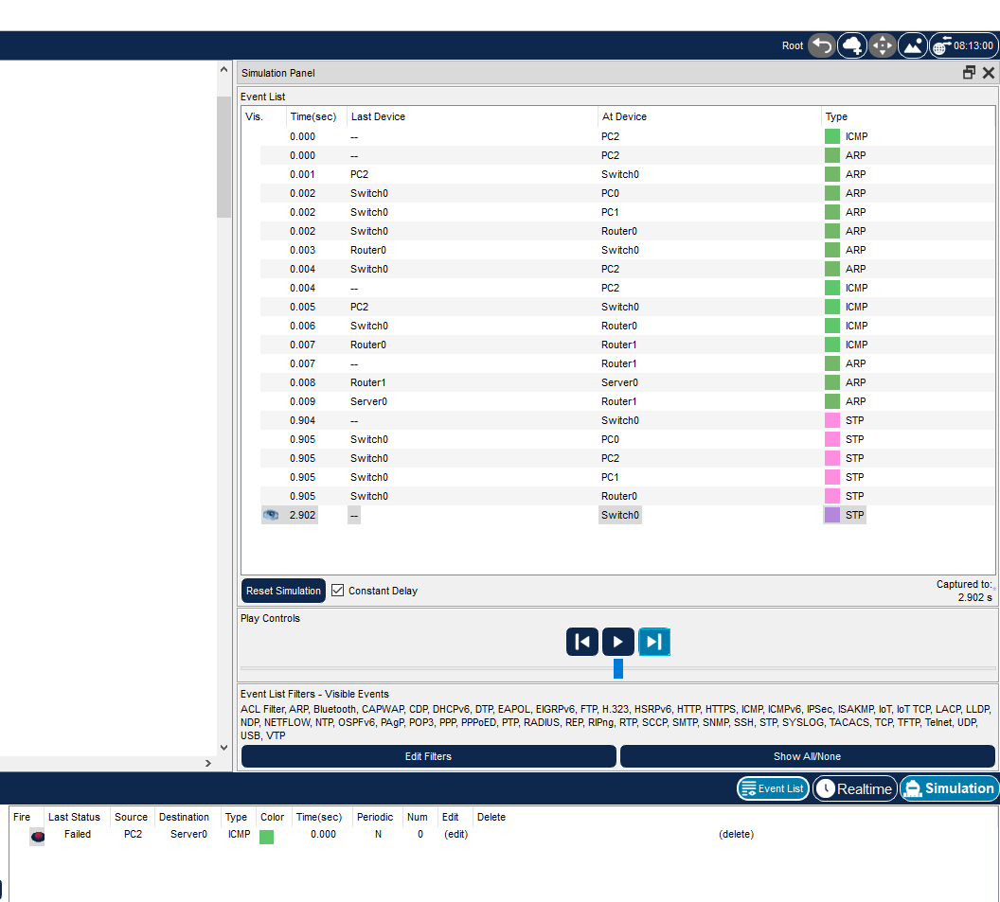 Root 08:13:00
Simulation Panel
Event List
Vis. Time(sec) Last Device At Device Type
0.000 -- PC2 ICMP
0.000 -- PC2 ARP
0.001 PC2 Switch0 ARP
0.002 Switch0 PC0 ARP
0.002 Switch0 PC1 ARP
0.002 Switch0 Router0 ARP
0.003 Router0 Switch0 ARP
0.004 Switch0 PC2 ARP
0.004 -- PC2 ICMP
0.005 PC2 Switch0 ICMP
0.006 Switch0 Router0 ICMP
0.007 Router0 Router1 ICMP
0.007 -- Router1 ARP
0.008 Router1 Server0 ARP
0.009 Server0 Router1 ARP
0.904 -- Switch0 STP
0.905 Switch0 PC0 STP
0.905 Switch0 PC2 STP
0.905 Switch0 PC1 STP
0.905 Switch0 Router0 STP
2.902 -- Switch0 STP
Reset Simulation Constant Delay Captured to:
2.902 s
Play Controls
Event List Filters - Visible Events
ACL Filter, ARP, Bluetooth, CAPWAP, CDP, DHCPv6, DTP, EAPOL, EIGRPv6, FTP, H.323, HSRPv6, HTTP, HTTPS, ICMP, ICMPv6, IPSec, ISAKMP, IoT, IoT TCP, LACP, LLDP,
NDP, NETFLOW, NTP, OSPFv6, PAgP, POP3, PPP, PPPoED, PTP, RADIUS, REP, RIPng, RTP, SCCP, SMTP, SNMP, SSH, STP, SYSLOG, TACACS, TCP, TFTP, Telnet, UDP,
USB, VTP
Edit Filters Show All/None
Event List Realtime Simulation
Fire Last Status Source Destination Type Color Time(sec) Periodic Num Edit Delete
Failed PC2 Server0 ICMP 0.000 N 0 (edit) (delete)